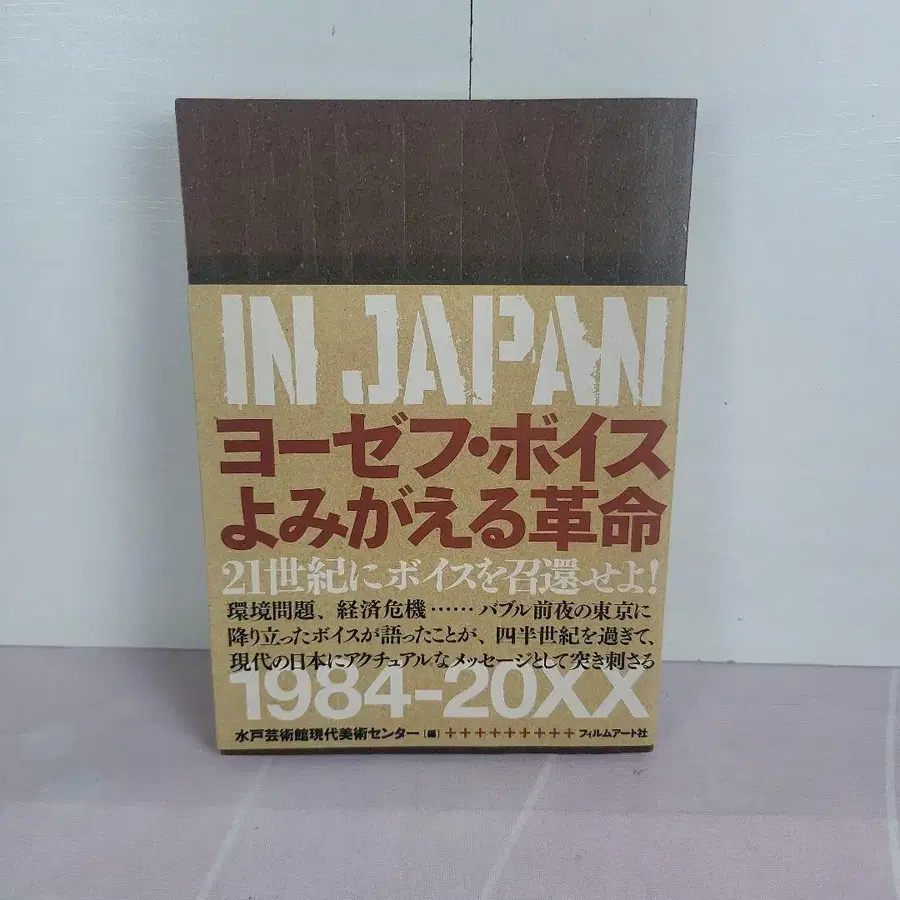 IN JAPAN
ヨーゼフ・ボイス
よみがえる革命
21世紀にボイスを召還せよ!
環境問題、経済危機……バブル前夜の東京に
降り立ったボイスが語ったことが、四半世紀を過ぎて、
現代の日本にアクチュアルなメッセージとして突き刺さる
1984-20XX
水戸芸術館現代美術センター[編]+++++++++フィルムアート社